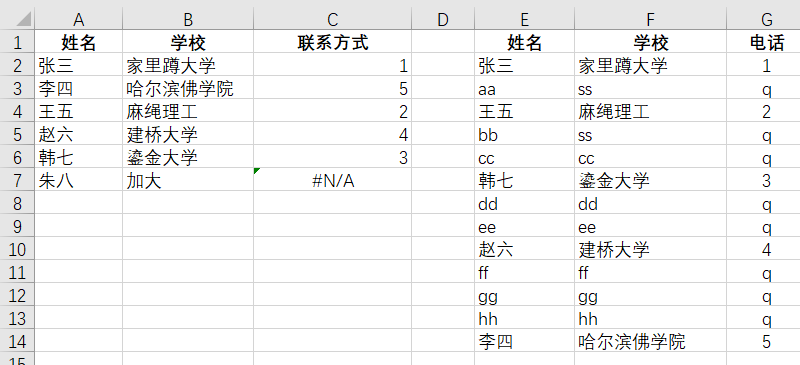 A B C D E F G
1 姓名 学校 联系方式 姓名 学校 电话
2 张三 家里蹲大学 1 张三 家里蹲大学 1
3 李四 哈尔滨佛学院 5 aa ss q
4 王五 麻绳理工 2 王五 麻绳理工 2
5 赵六 建桥大学 4 bb ss q
6 韩七 鎏金大学 3 cc cc q
7 朱八 加大 #N/A 韩七 鎏金大学 3
8 dd dd q
9 ee ee q
10 赵六 建桥大学 4
11 ff ff q
12 gg gg q
13 hh hh q
14 李四 哈尔滨佛学院 5
15